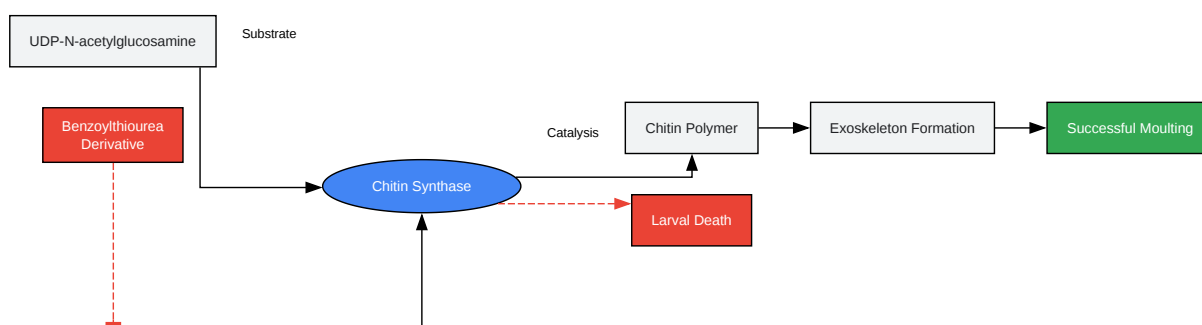 UDP-N-acetylglucosamine
Substrate
Benzoylthiourea
Derivative
Catalysis
Chitin Polymer
Exoskeleton Formation
Successful Moulting
Chitin Synthase
Larval Death